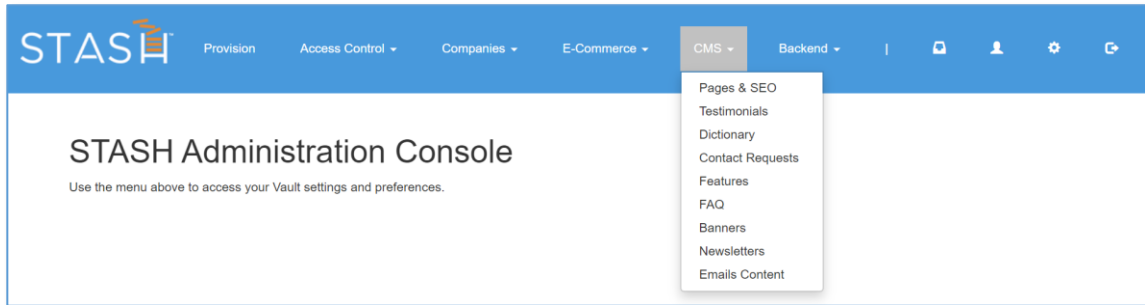 STASH Provision Access Control Companies E-Commerce CMS Backend |
Pages & SEO
Testimonials
Dictionary
Contact Requests
Features
FAQ
Banners
Newsletters
Emails Content
STASH Administration Console
Use the menu above to access your Vault settings and preferences.